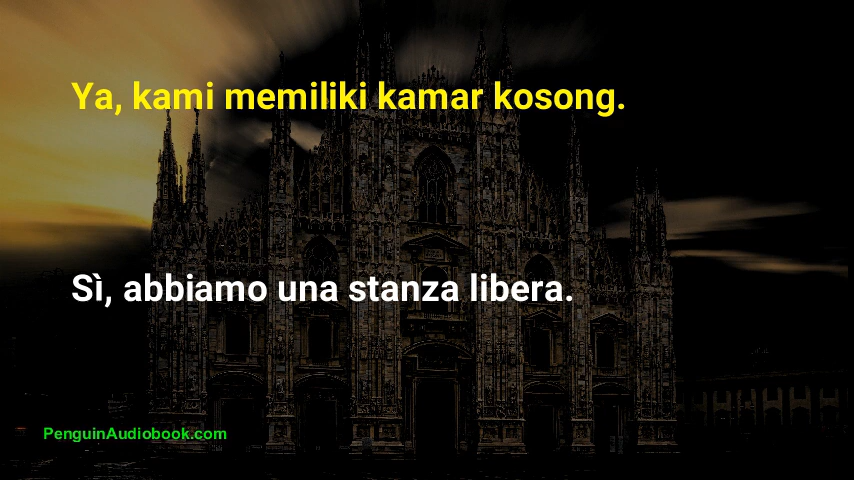 Ya, kami memiliki kamar kosong.
Sì, abbiamo una stanza libera.
PenguinAudiobook.com